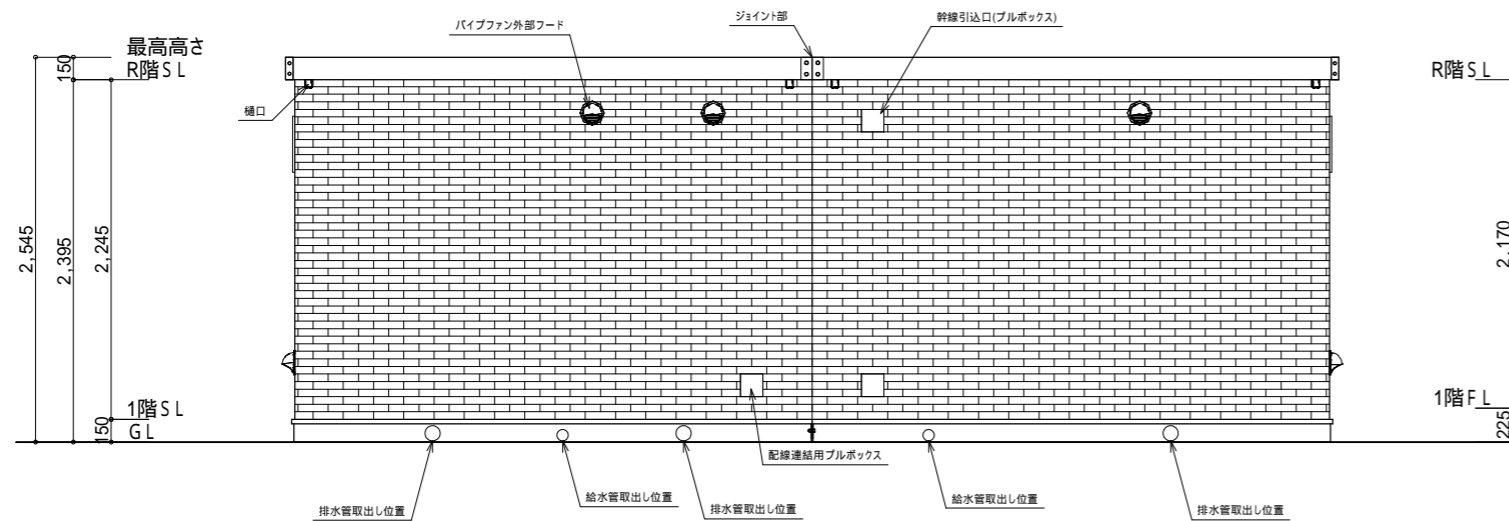 パイプファン外部フード
ジョイント部
幹線引込口(プルボックス)
最高高さ
R階ＳＬ
R階ＳＬ
樋口
150
2,545
2,395
2,245
2,170
1階ＳＬ
GL
150
1階ＦＬ
225
配線連結用プルボックス
排水管取出し位置
給水管取出し位置
排水管取出し位置
給水管取出し位置
排水管取出し位置